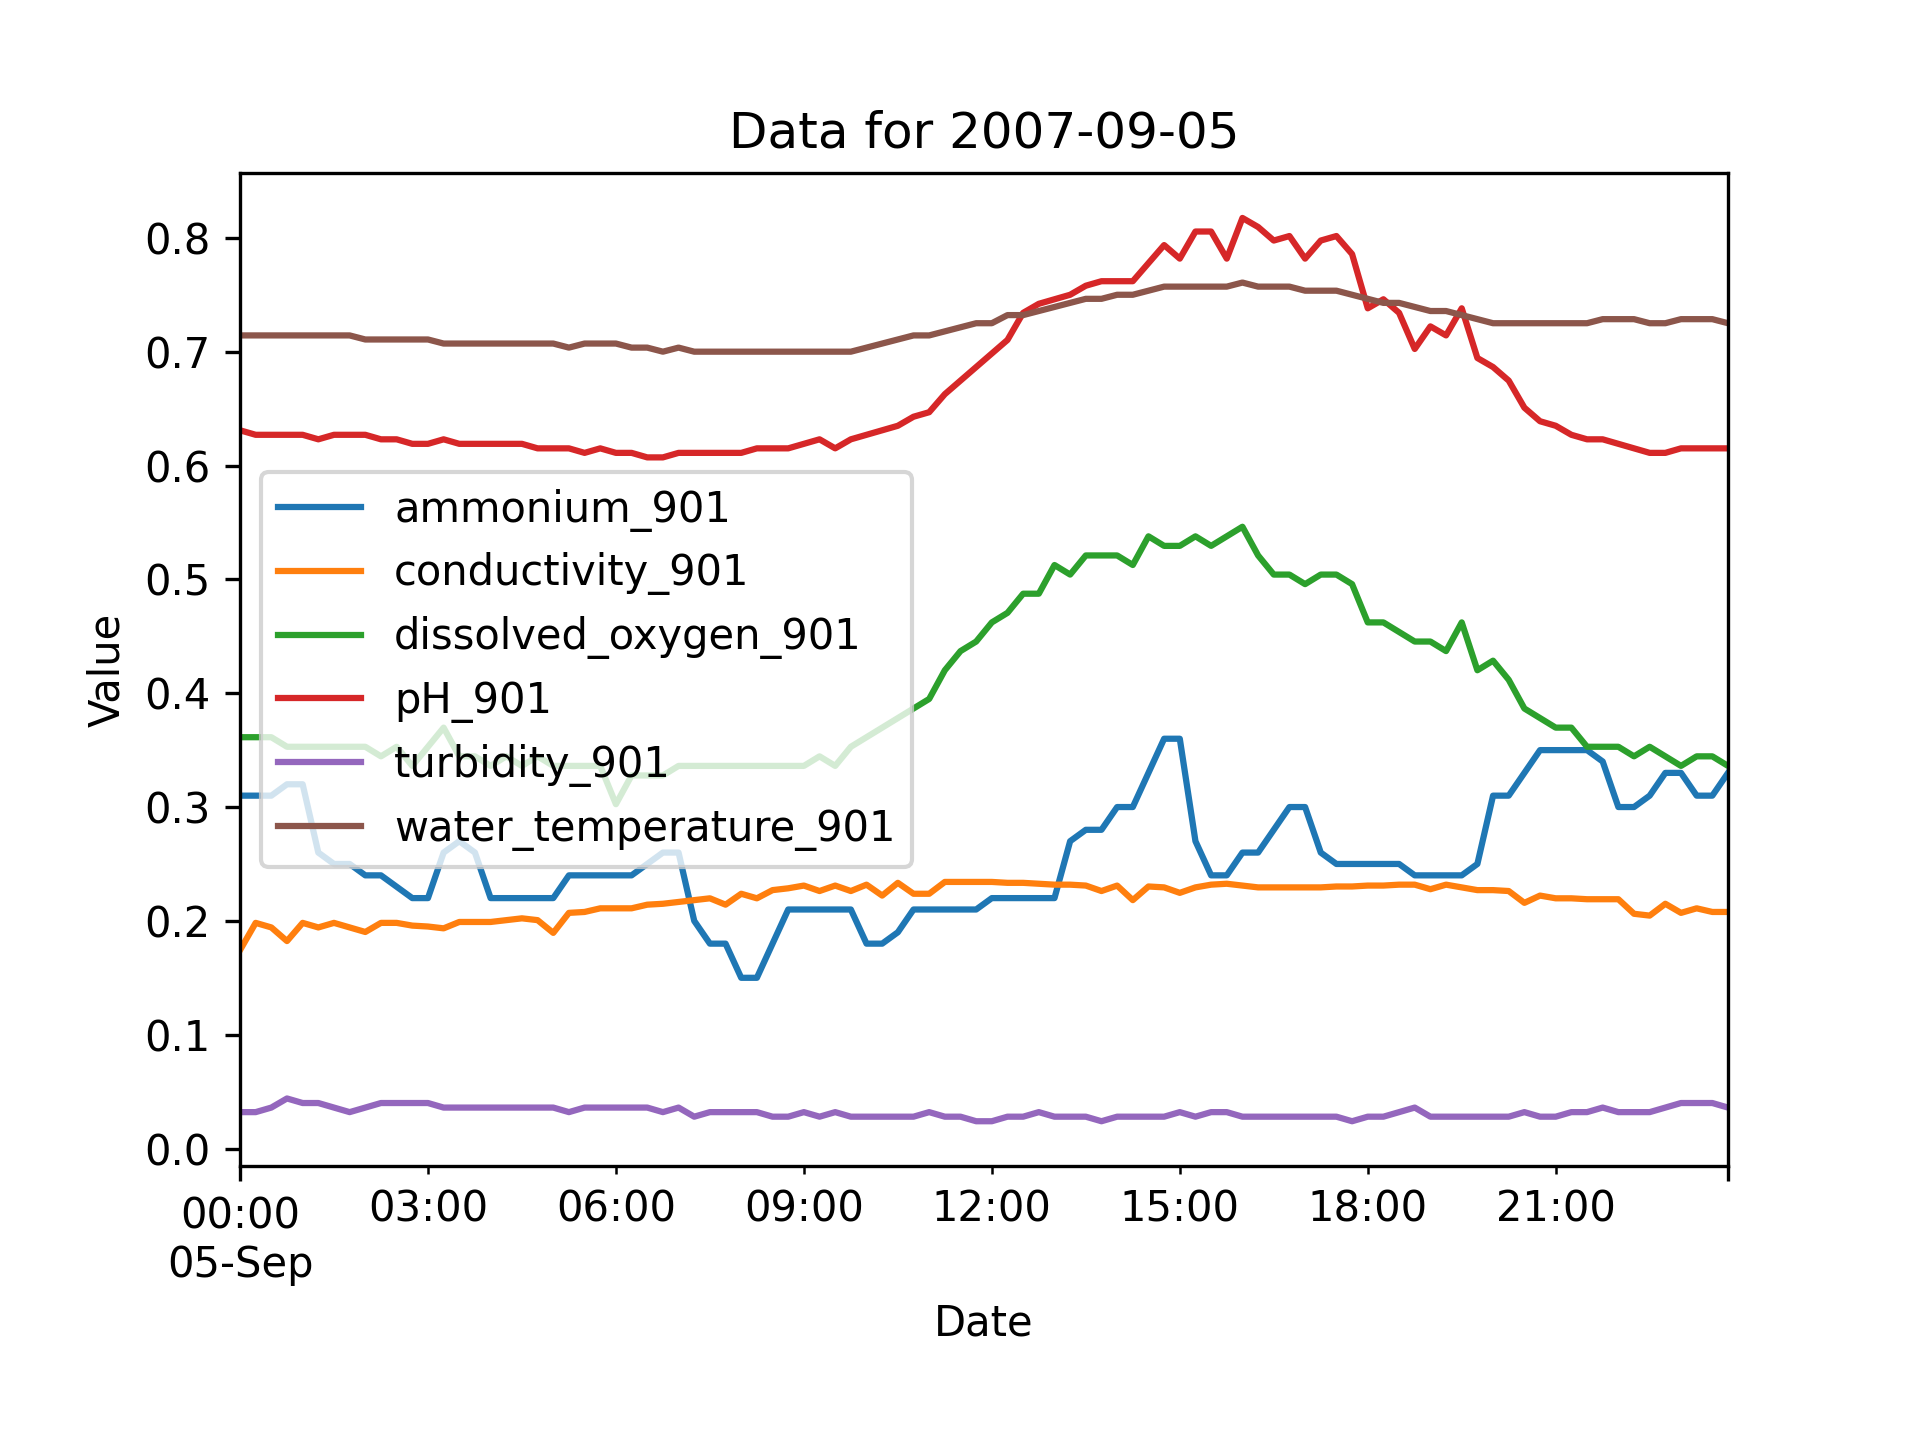 Data for 2007-09-05
Value
0.8
0.7
0.6
0.5
0.4
0.3
0.2
0.1
0.0
ammonium_901
conductivity_901
dissolved_oxygen_901
pH_901
turbidity_901
water_temperature_901
00:00 03:00 06:00 09:00 12:00 15:00 18:00 21:00
05-Sep
Date